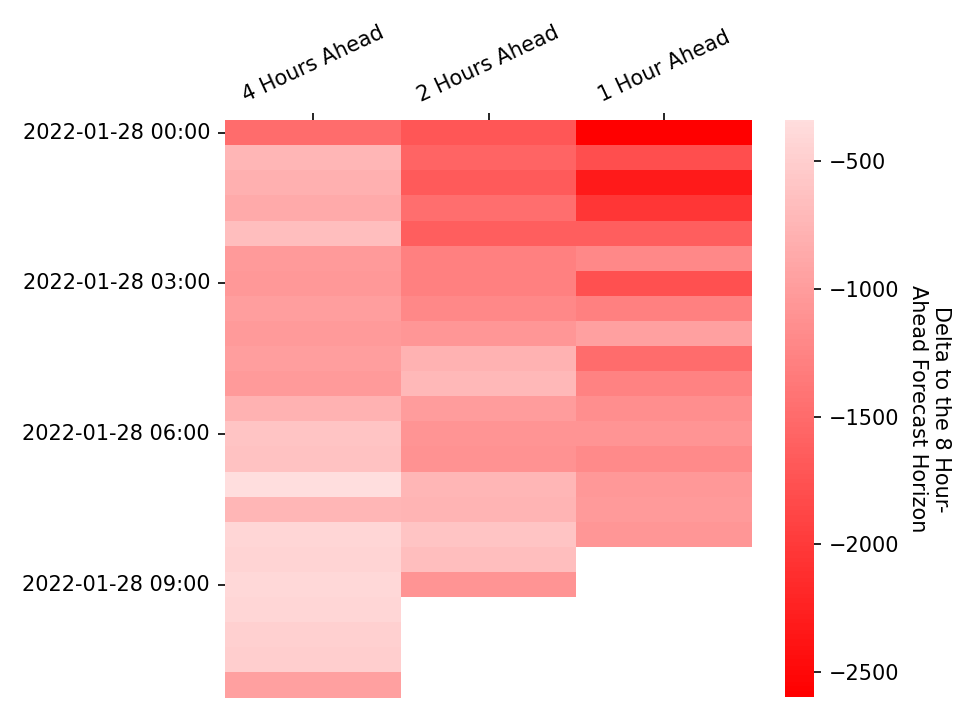 4 Hours Ahead
2 Hours Ahead
1 Hour Ahead
2022-01-28 00:00
2022-01-28 03:00
2022-01-28 06:00
2022-01-28 09:00
−500
−1000
−1500
−2000
−2500
Delta to the 8 Hour-
Ahead Forecast Horizon